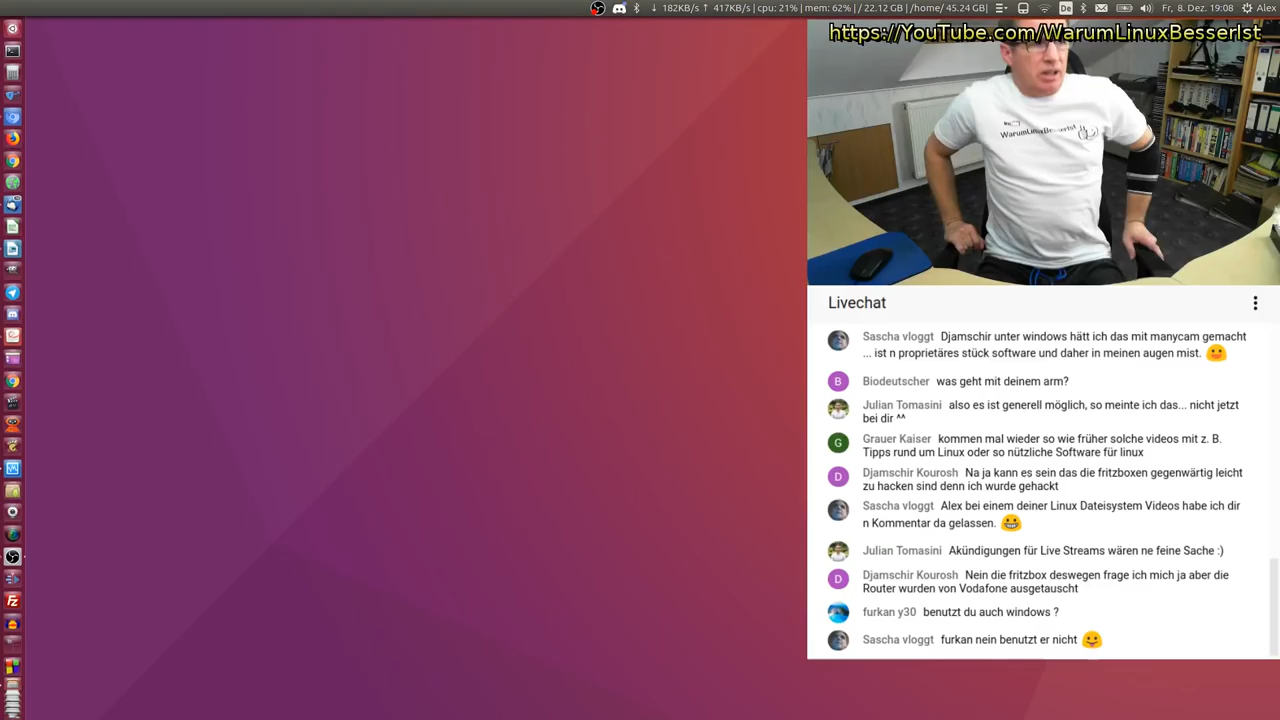 ↓ 182KB/s ↑ 417KB/s | cpu: 21% | mem: 62% | / 22.12 GB | /home/ 45.24 GB | De Fr, 8. Dez, 19:08 Alex
https://YouTube.com/WarumLinuxBesserIst
WarumLinuxBesserIst
Livechat
Sascha vloggt Djamschir unter windows hätt ich das mit manycam gemacht
... ist n proprietäres stück software und daher in meinen augen mist.
B Biodeutscher was geht mit deinem arm?
Julian Tomasini also es ist generell möglich, so meinte ich das... nicht jetzt
bei dir ^^
G Grauer Kaiser kommen mal wieder so wie früher solche videos mit z. B.
Tipps rund um Linux oder so nützliche Software für linux
D Djamschir Kourosh Na ja kann es sein das die fritzboxen gegenwärtig leicht
zu hacken sind denn ich wurde gehackt
Sascha vloggt Alex bei einem deiner Linux Dateisystem Videos habe ich dir
n Kommentar da gelassen.
Julian Tomasini Akündigungen für Live Streams wären ne feine Sache :)
D Djamschir Kourosh Nein die fritzbox deswegen frage ich mich ja aber die
Router wurden von Vodafone ausgetauscht
furkan y30 benutzt du auch windows ?
Sascha vloggt furkan nein benutzt er nicht